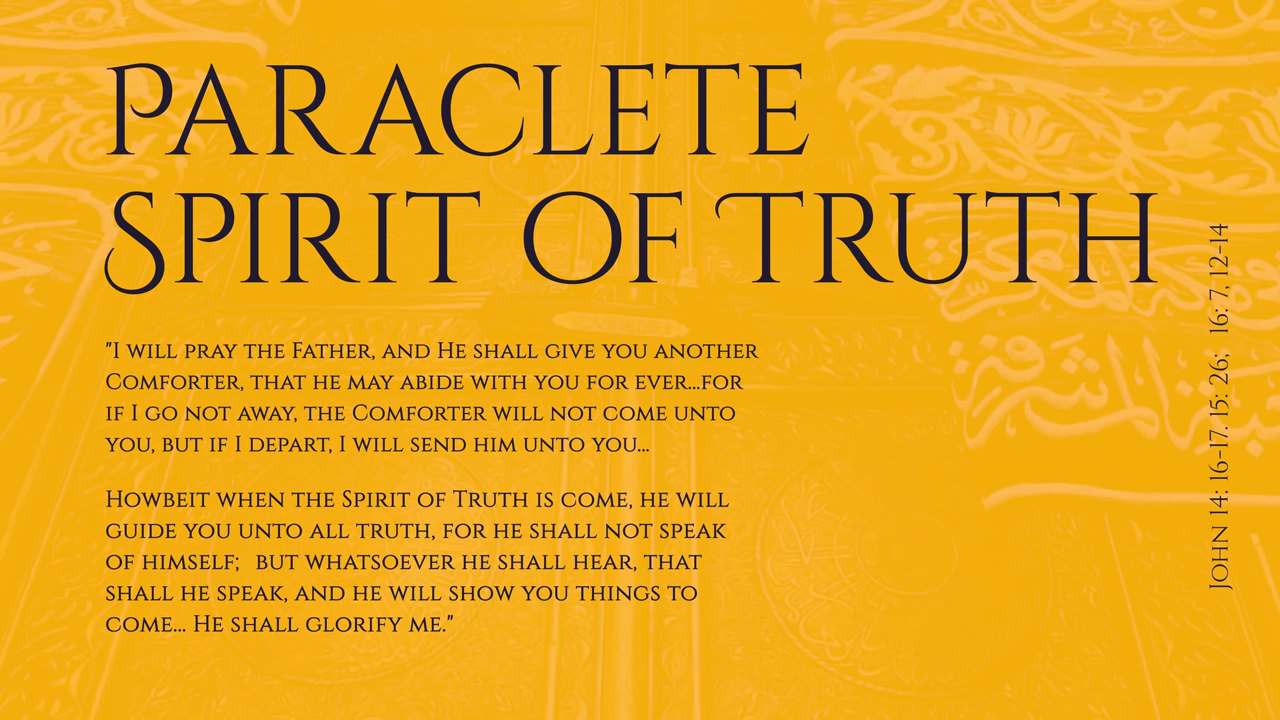 Paraclete
Spirit of Truth
"I will pray the Father, and He shall give you another
Comforter, that he may abide with you for ever...for
if I go not away, the Comforter will not come unto
you, but if I depart, I will send him unto you...
Howbeit when the Spirit of Truth is come, he will
guide you unto all truth, for he shall not speak
of himself; but whatsoever he shall hear, that
shall he speak, and he will show you things to
come... He shall glorify me."
John 14: 16-17. 15: 26; 16: 7, 12-14